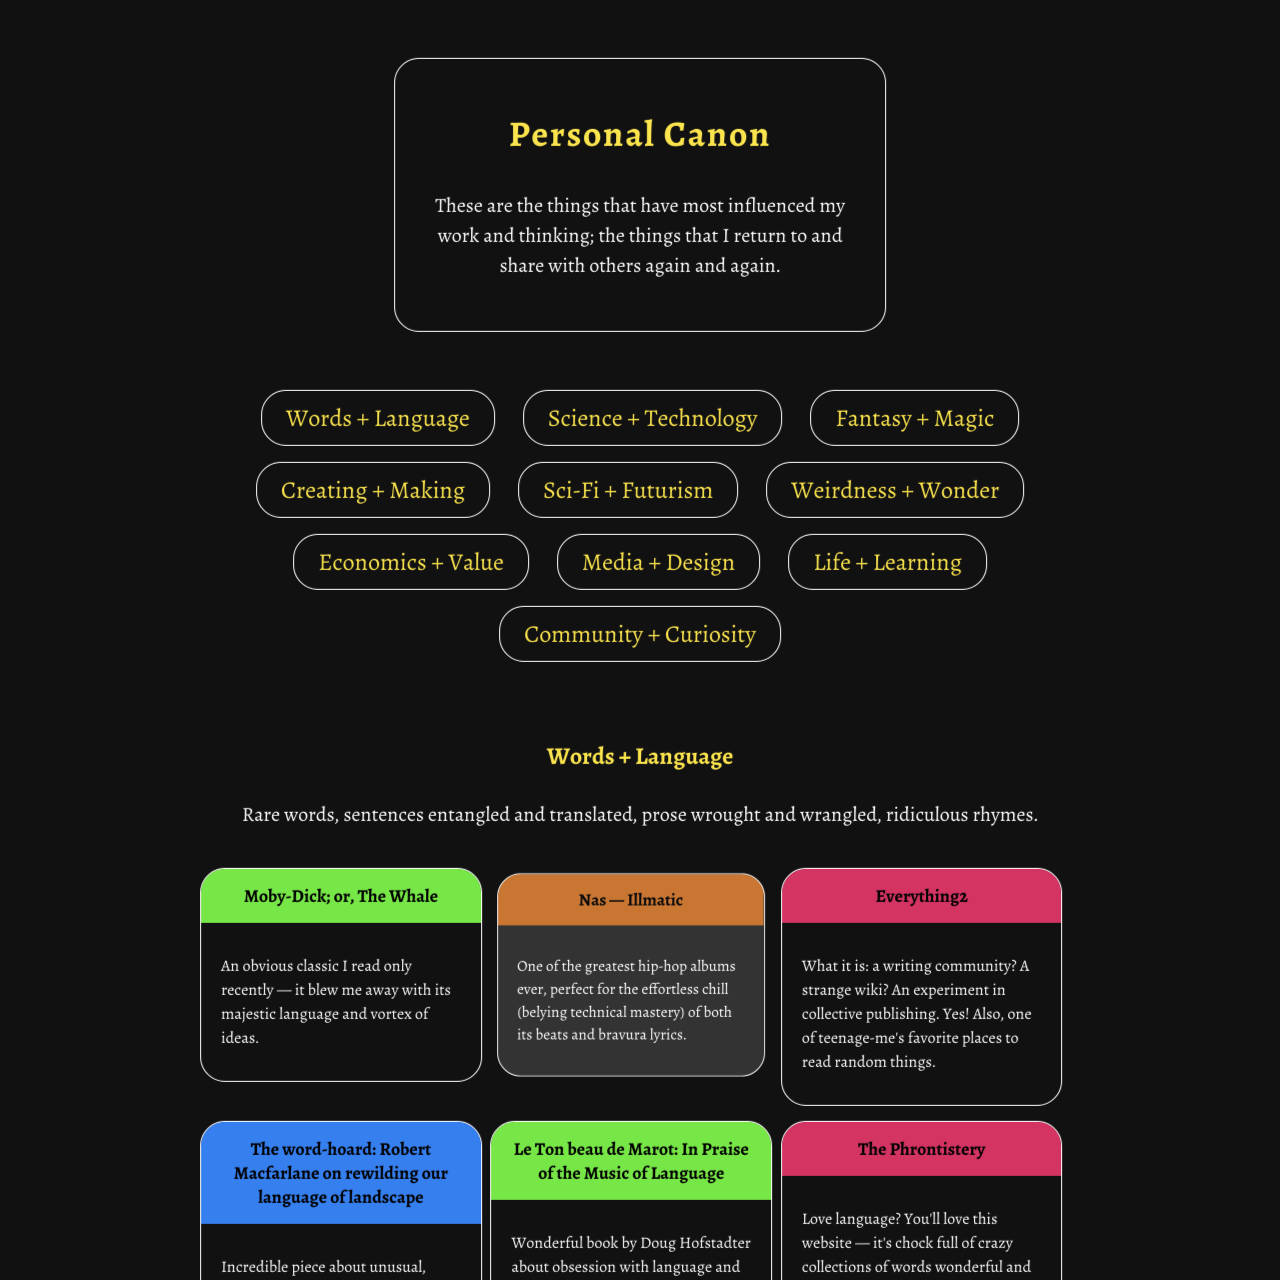 Personal Canon
These are the things that have most influenced my
work and thinking; the things that I return to and
share with others again and again.
Words + Language
Science + Technology
Fantasy + Magic
Creating + Making
Sci-Fi + Futurism
Weirdness + Wonder
Economics + Value
Media + Design
Life + Learning
Community + Curiosity
Words + Language
Rare words, sentences entangled and translated, prose wrought and wrangled, ridiculous rhymes.
Moby-Dick; or, The Whale
An obvious classic I read only
recently — it blew me away with its
majestic language and vortex of
ideas.
Nas — Illmatic
One of the greatest hip-hop albums
ever, perfect for the effortless chill
(belying technical mastery) of both
its beats and bravura lyrics.
Everything2
What it is: a writing community? A
strange wiki? An experiment in
collective publishing. Yes! Also, one
of teenage-me's favorite places to
read random things.
The word-hoard: Robert
Macfarlane on rewilding our
language of landscape
Incredible piece about unusual,
Le Ton beau de Marot: In Praise
of the Music of Language
Wonderful book by Doug Hofstadter
about obsession with language and
The Phrontistery
Love language? You'll love this
website — it's chock full of crazy
collections of words wonderful and